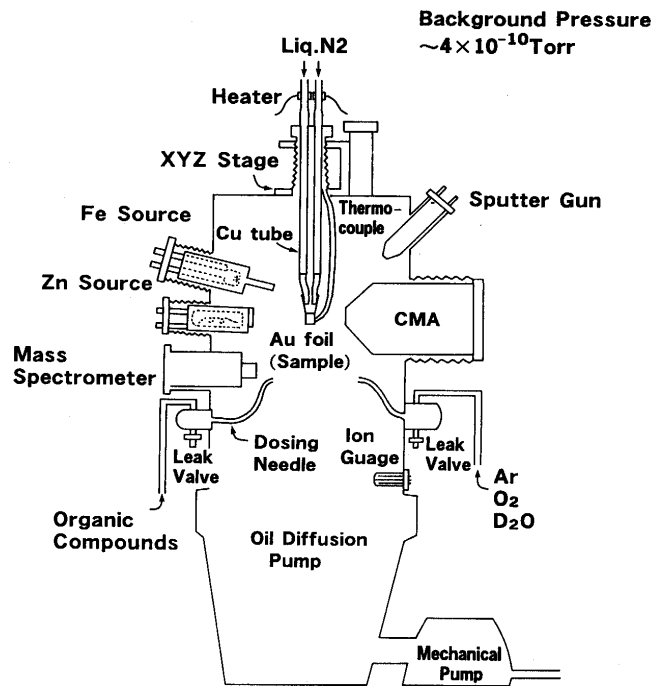 Background Pressure
~4×10⁻¹⁰Torr
Liq.N2
Heater
XYZ Stage
Fe Source
Cu tube
Thermo-
couple
Sputter Gun
Zn Source
CMA
Au foil
(Sample)
Mass
Spectrometer
Dosing
Needle
Leak
Valve
Ion
Guage
Leak
Valve
Organic
Compounds
Ar
O₂
D₂O
Oil Diffusion
Pump
Mechanical
Pump